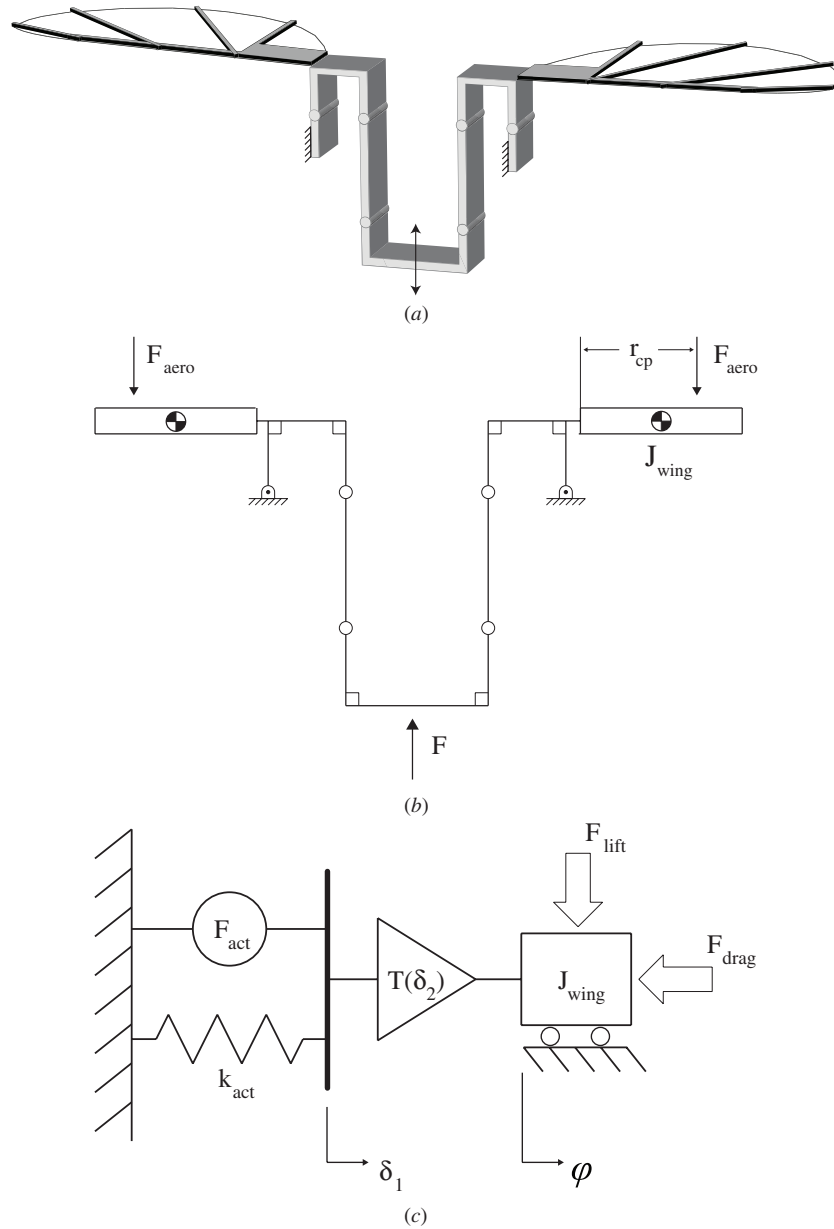 (a)
F_aero
r_cp
F_aero
J_wing
F
(b)
F_lift
F_act
T(δ_2)
J_wing
F_drag
k_act
δ_1
φ
(c)